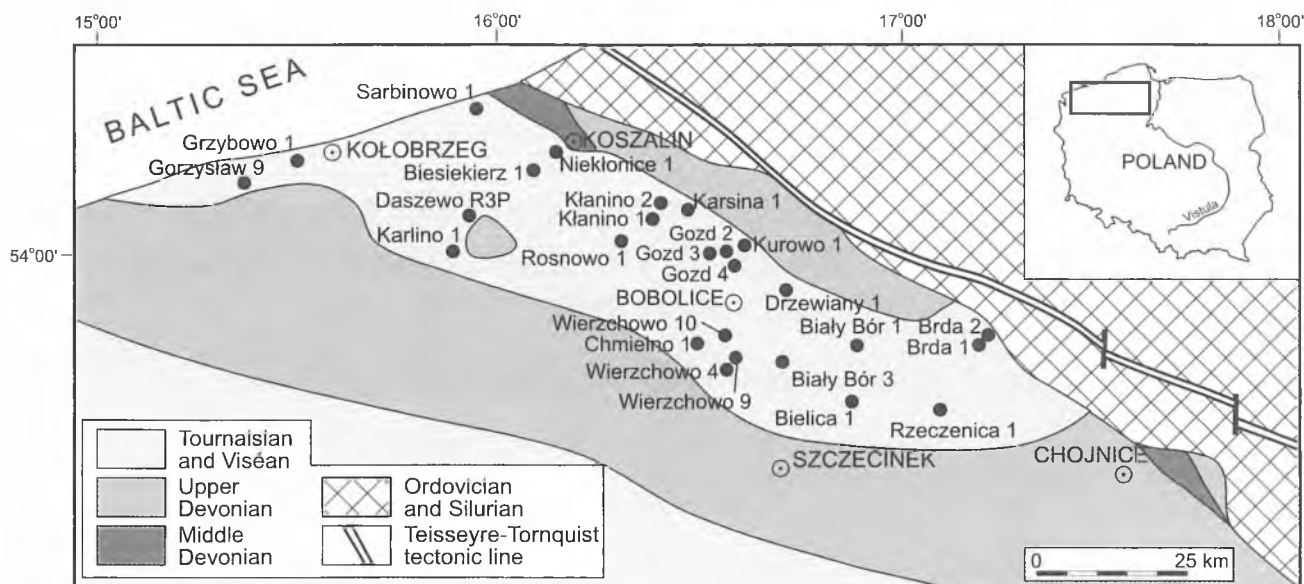 15°00'
16°00'
17°00'
18°00'
BALTIC SEA
Sarbinowo 1
Grzybowo 1
KOŁOBRZEG
KOSZALIN
Gorzysław 9
Biesiekierz 1
Niekłonice 1
Daszewo R3P
Kłanino 2
Karsina 1
Kłanino 1
Karlino 1
Gozd 2
Kurowo 1
54°00'
Rosnowo 1
Gozd 3
Gozd 4
BOBOLICE
Drzewiany 1
Wierzchowo 10
Biały Bór 1
Brda 2
Chmielno 1
Brda 1
Wierzchowo 4
Biały Bór 3
Wierzchowo 9
Bielica 1
Rzeczenica 1
SZCZECINEK
CHOJNICE
POLAND
Vistula
Tournaisian
and Viséan
Upper
Devonian
Middle
Devonian
Ordovician
and Silurian
Teisseyre-Tornquist
tectonic line
0 25 km